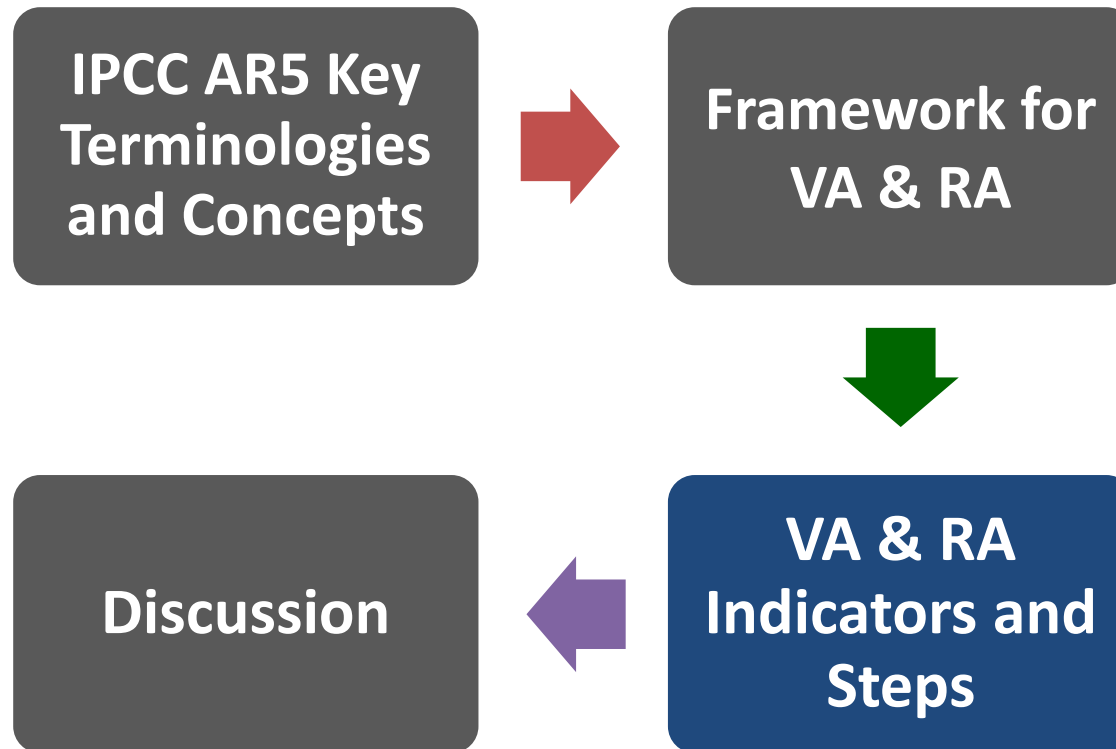 IPCC AR5 Key
Terminologies
and Concepts
Framework for
VA & RA
VA & RA
Indicators and
Steps
Discussion